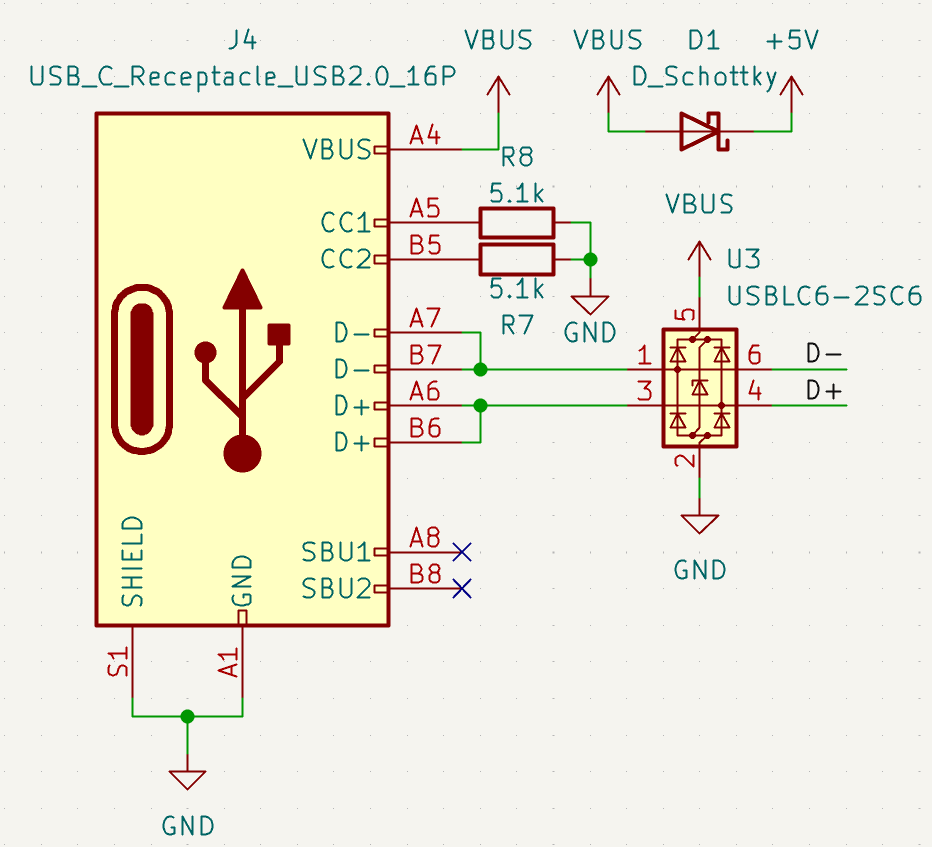 J4
USB_C_Receptacle_USB2.0_16P
VBUS
VBUS
D1
+5V
D_Schottky
VBUS
A4
R8
5.1k
CC1
A5
CC2
B5
5.1k
R7
GND
VBUS
U3
USBLC6-2SC6
5
D-
A7
D-
B7
D+
A6
D+
B6
1
3
6
4
2
D-
D+
GND
SBU1
A8
SBU2
B8
SHIELD
GND
S1
A1
GND